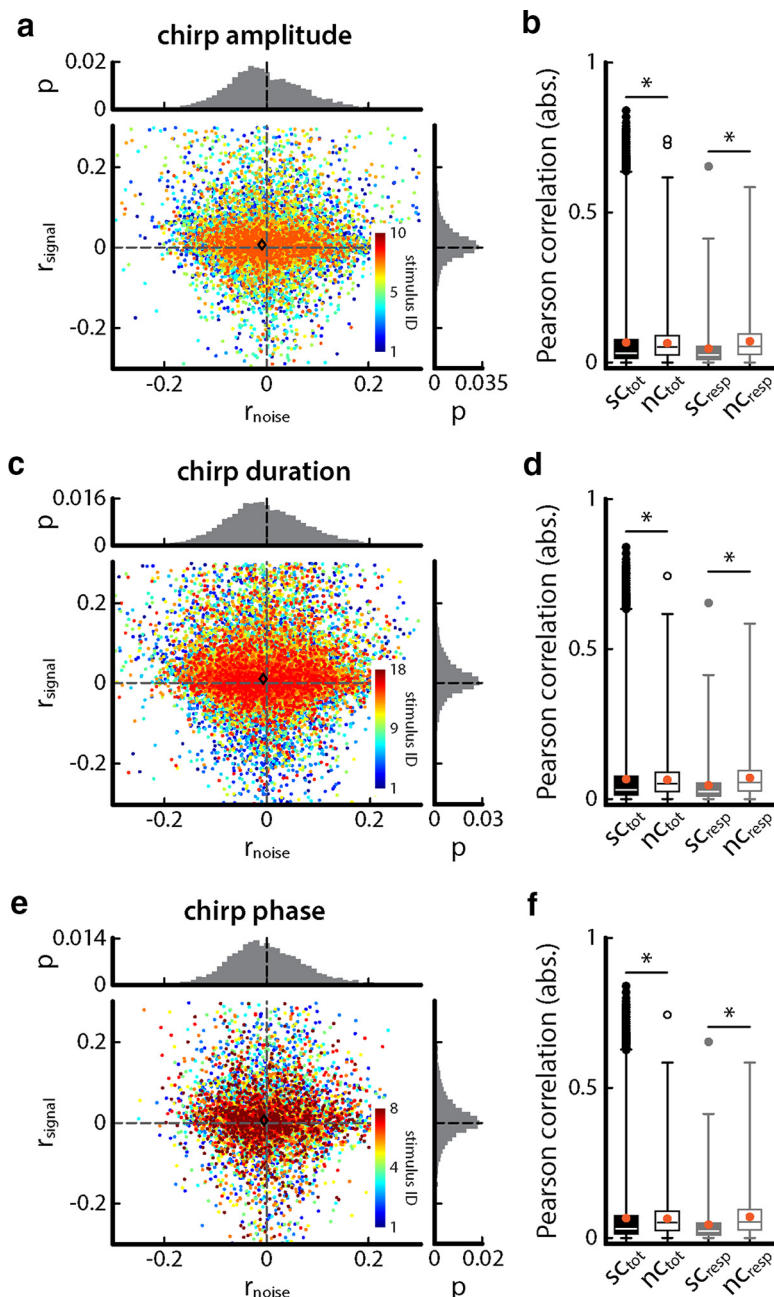 a
chirp amplitude
0.02
p
0
0.2
r_signal
0
-0.2
10
5
1
stimulus ID
-0.2 0 0.2
r_noise
0 0.035
p
b
1
Pearson correlation (abs.)
0.5
0
* *
sc_tot nc_tot sc_resp nc_resp
c
chirp duration
0.016
p
0
0.2
r_signal
0
-0.2
18
9
1
stimulus ID
-0.2 0 0.2
r_noise
0 0.03
p
d
1
Pearson correlation (abs.)
0.5
0
* *
sc_tot nc_tot sc_resp nc_resp
e
chirp phase
0.014
p
0
0.2
r_signal
0
-0.2
8
4
1
stimulus ID
-0.2 0 0.2
r_noise
0 0.02
p
f
1
Pearson correlation (abs.)
0.5
0
* *
sc_tot nc_tot sc_resp nc_resp